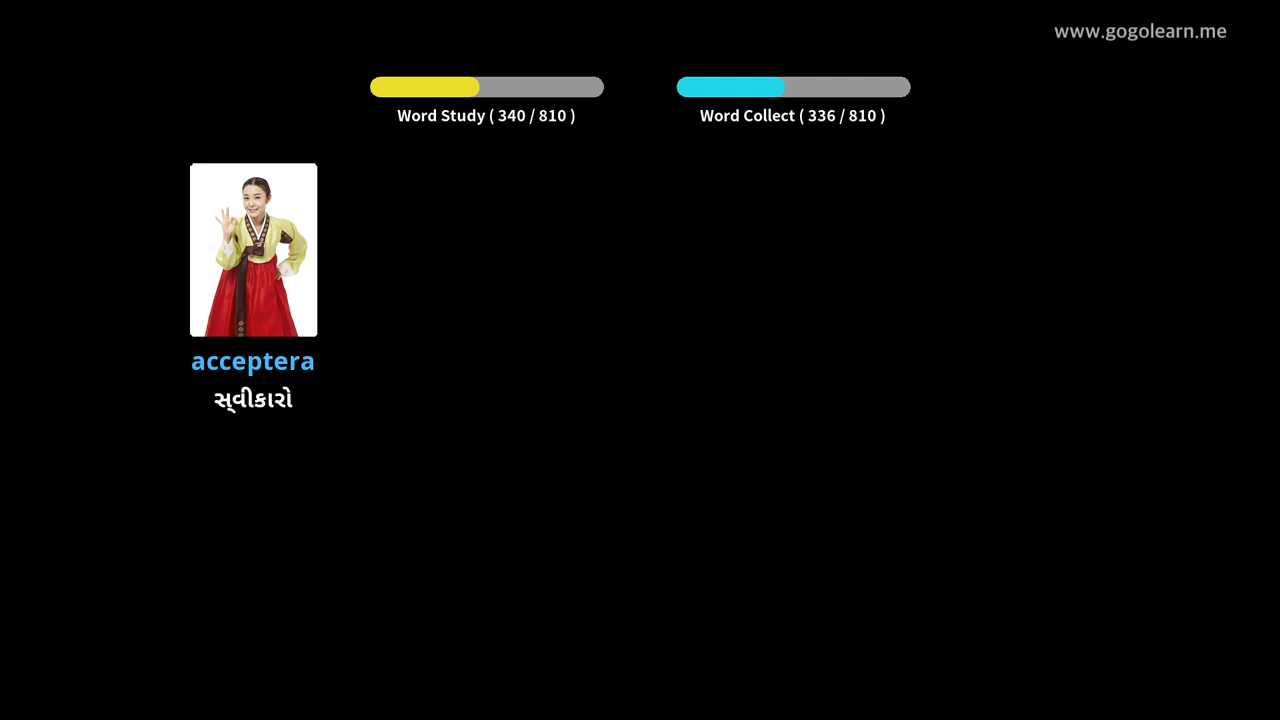 www.gogolearn.me
Word Study ( 340 / 810 )
Word Collect ( 336 / 810 )
acceptera
સ્વીકારો